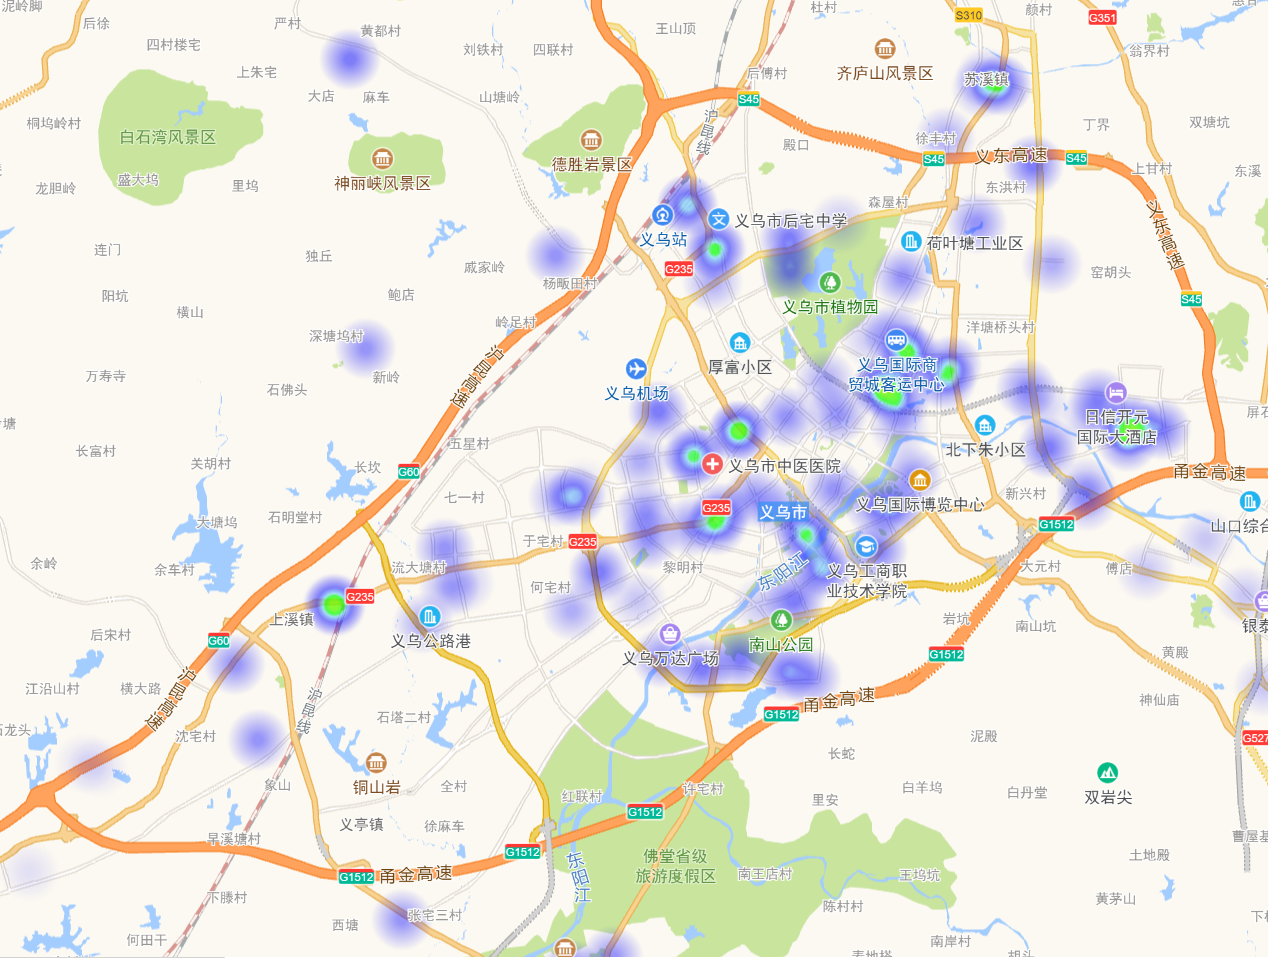 泥岭脚
后徐
严村
黄都村
四村楼宅
刘铁村
四联村
王山顶
杜村
S310
颜村
G351
翁界村
齐庐山风景区
后傅村
上朱宅
大店
麻车
山塘岭
苏溪镇
S45
桐坞岭村
白石湾风景区
沪昆线
殿口
徐丰村
丁界
双塘坑
德胜岩景区
S45
义东高速
S45
神丽峡风景区
盛大坞
龙胆岭
里坞
东洪村
上甘村
东溪
森屋村
义乌站
义乌市后宅中学
荷叶塘工业区
义东高速
连门
独丘
戚家岭
G235
窑胡头
阳坑
鲍店
杨畈田村
义乌市植物园
S45
横山
岭足村
洋塘桥头村
深塘坞村
沪昆高速
厚富小区
义乌国际商
贸城客运中心
万寿寺
新岭
石佛头
义乌机场
日信开元
国际大酒店
屏石
塘
五星村
北下朱小区
长富村
关胡村
长坎
G60
义乌市中医医院
甬金高速
七一村
义乌国际博览中心
新兴村
大塘坞
石明堂村
G235
义乌市
G1512
山口综合
于宅村
G235
余岭
余车村
流大塘村
黎明村
东阳江
义乌工商职
业技术学院
大元村
傅店
何宅村
G235
上溪镇
义乌公路港
岩坑
南山坑
银泰
后宋村
G60
义乌万达广场
南山公园
G1512
黄殿
江沿山村
横大路
沪昆高速
沪昆线
甬金高速
神仙庙
石龙头
沈宅村
石塔二村
G1512
泥殿
G527
长蛇
铜山岩
双岩尖
象山
全村
红联村
许宅村
里安
白羊坞
白丹堂
义亭镇
徐麻车
G1512
旱溪塘村
曹屋基
G1512
佛堂省级
旅游度假区
土地殿
G1512
甬金高速
东阳江
南王店村
王坞坑
下滕村
黄茅山
西塘
张宅三村
陈村村
何田干
南岸村
麦地塔
胡头